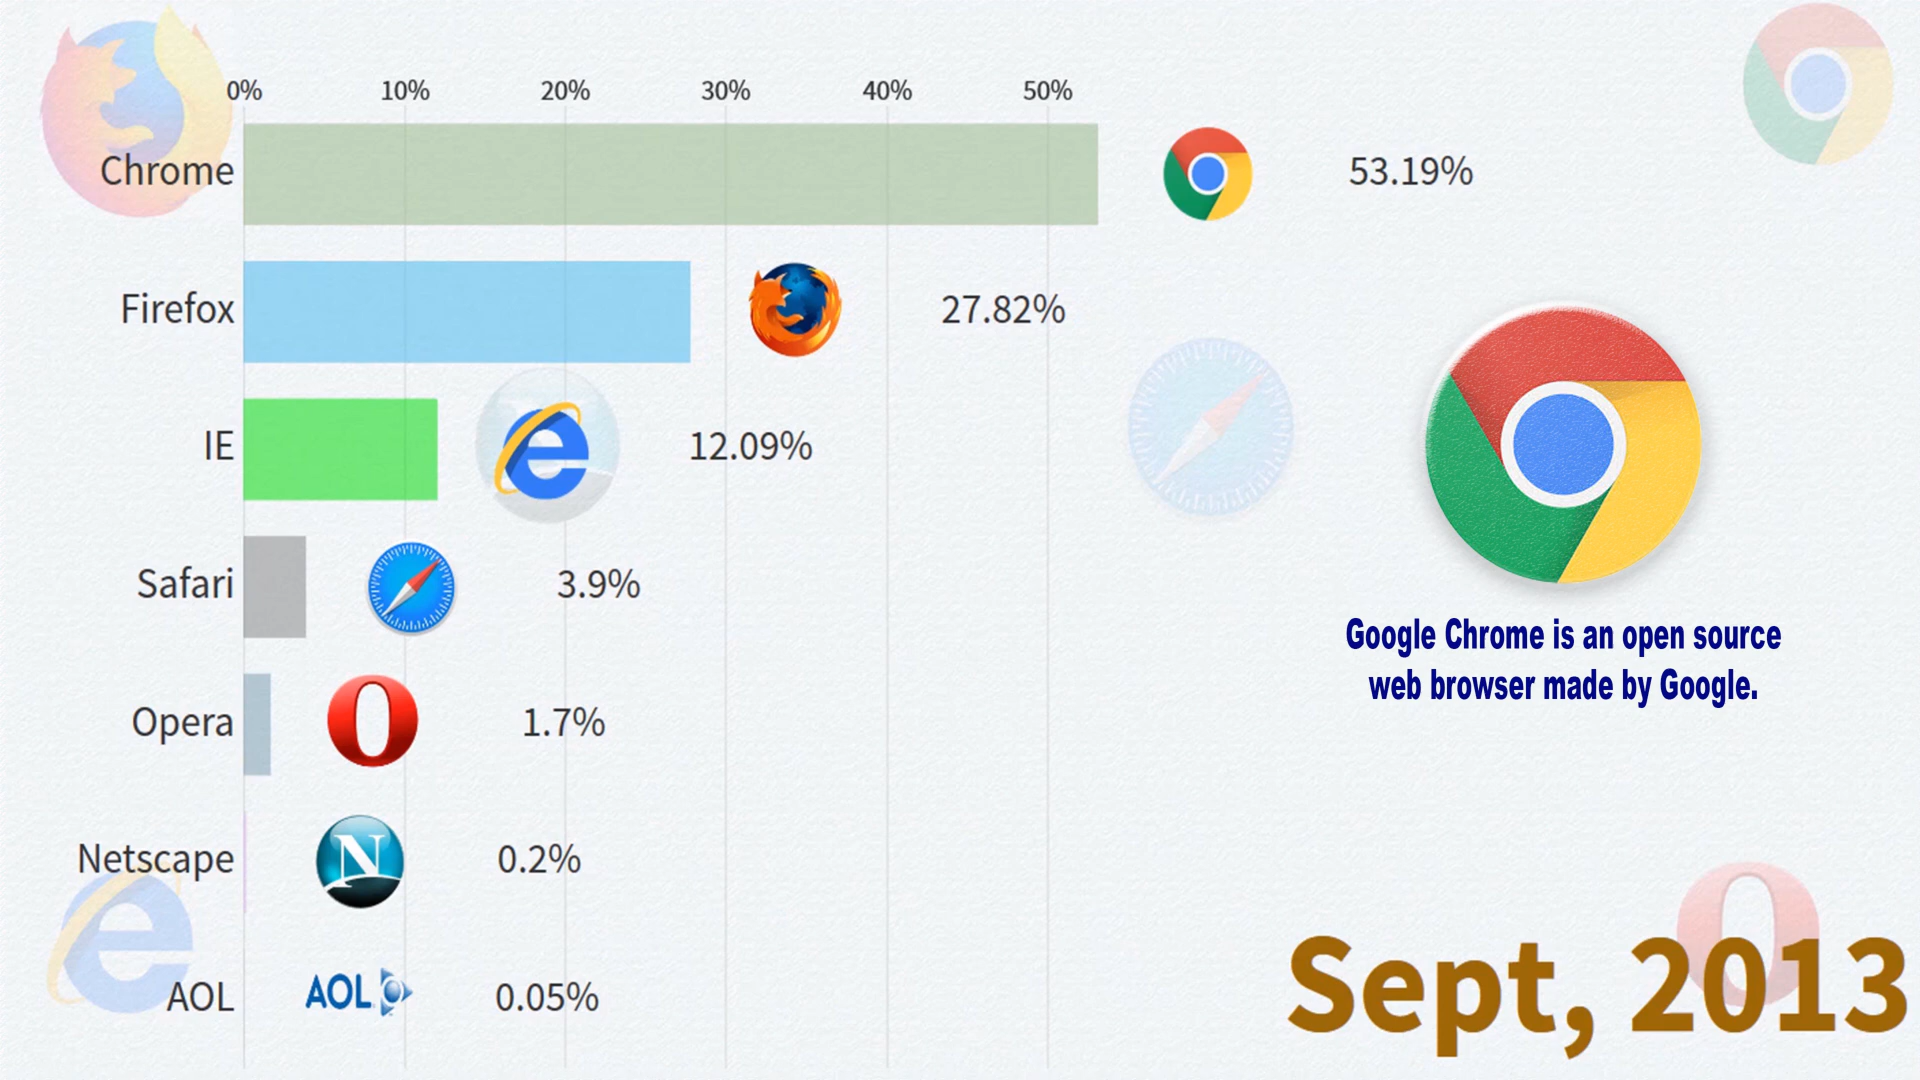 0% 10% 20% 30% 40% 50%
Chrome 53.19%
Firefox 27.82%
IE 12.09%
Safari 3.9%
Google Chrome is an open source
web browser made by Google.
Opera 1.7%
Netscape N 0.2%
AOL AOL 0.05%
Sept, 2013